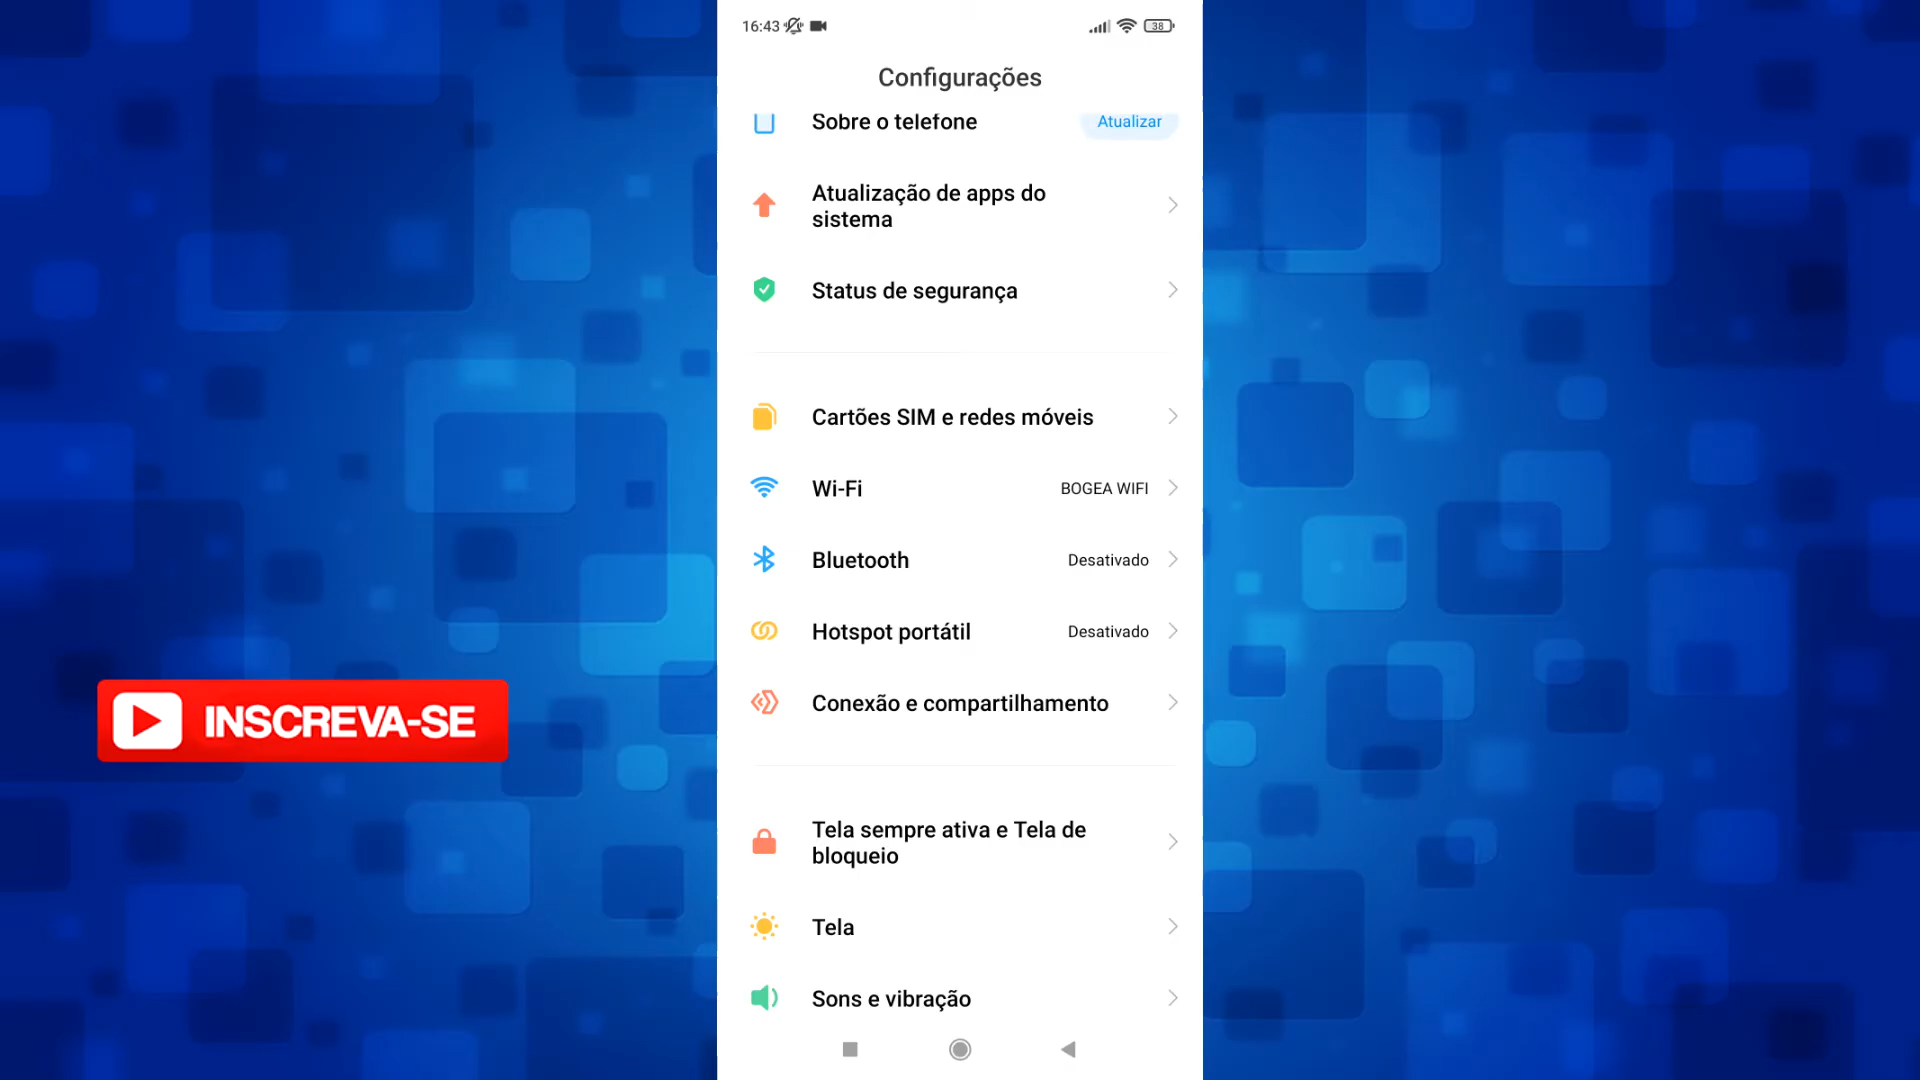 16:43
38
Configurações
Sobre o telefone
Atualizar
Atualização de apps do
sistema
Status de segurança
Cartões SIM e redes móveis
Wi-Fi
BOGEA WIFI
Bluetooth
Desativado
Hotspot portátil
Desativado
Conexão e compartilhamento
INSCREVA-SE
Tela sempre ativa e Tela de
bloqueio
Tela
Sons e vibração